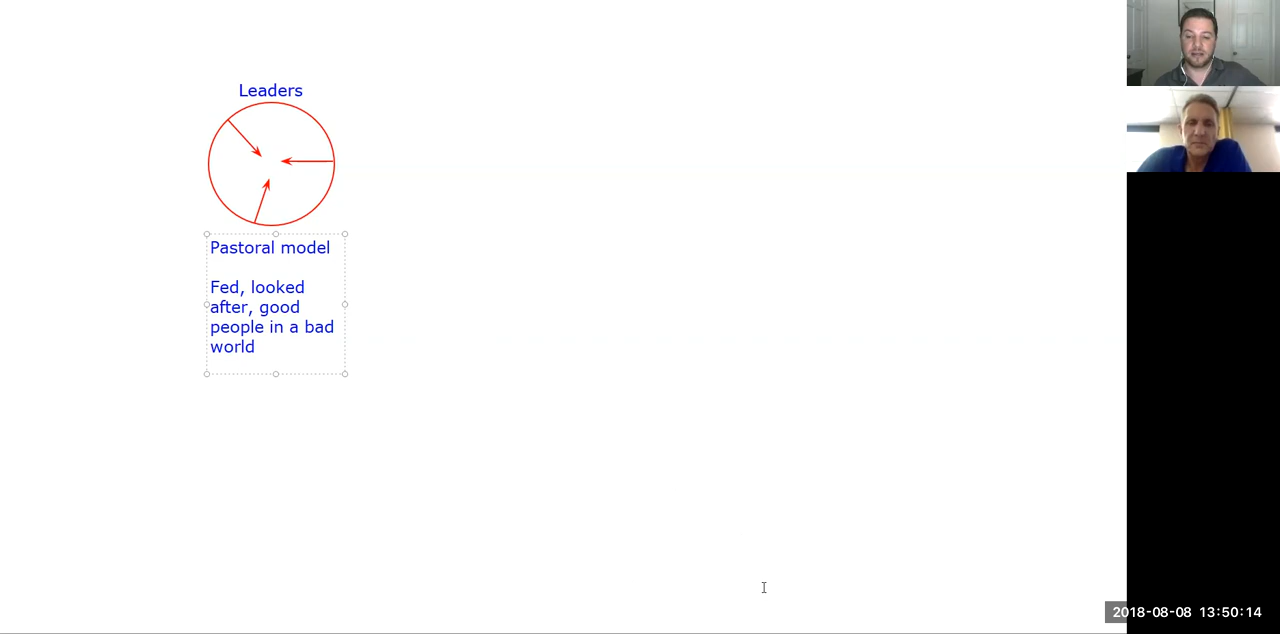 Leaders
Pastoral model
Fed, looked
after, good
people in a bad
world
2018-08-08 13:50:14